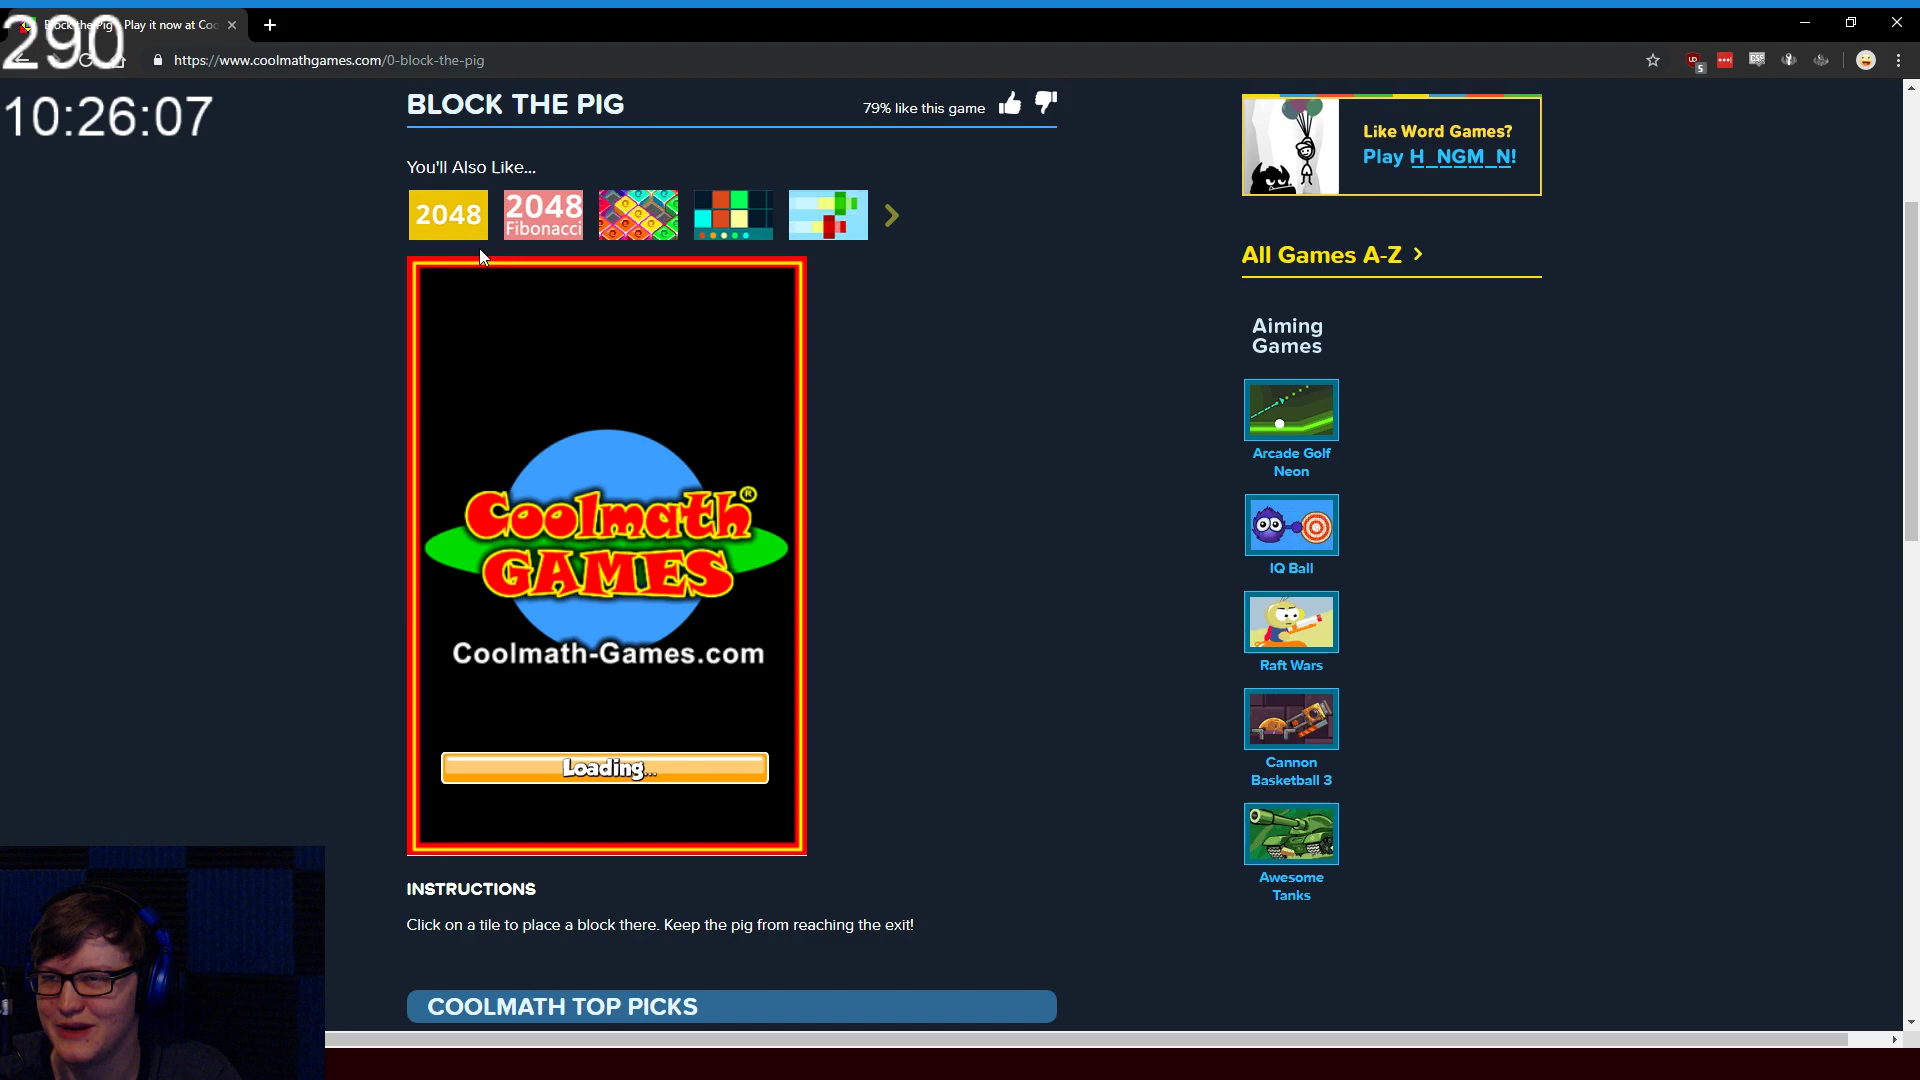 290
Block the Pig - Play it now at Coo
https://www.coolmathgames.com/0-block-the-pig
10:26:07
BLOCK THE PIG
79% like this game
You'll Also Like...
2048
2048
Fibonacci
Coolmath®
GAMES
Coolmath-Games.com
Loading...
INSTRUCTIONS
Click on a tile to place a block there. Keep the pig from reaching the exit!
COOLMATH TOP PICKS
Like Word Games?
Play H_NGM_N!
All Games A-Z >
Aiming
Games
Arcade Golf
Neon
IQ Ball
Raft Wars
Cannon
Basketball 3
Awesome
Tanks